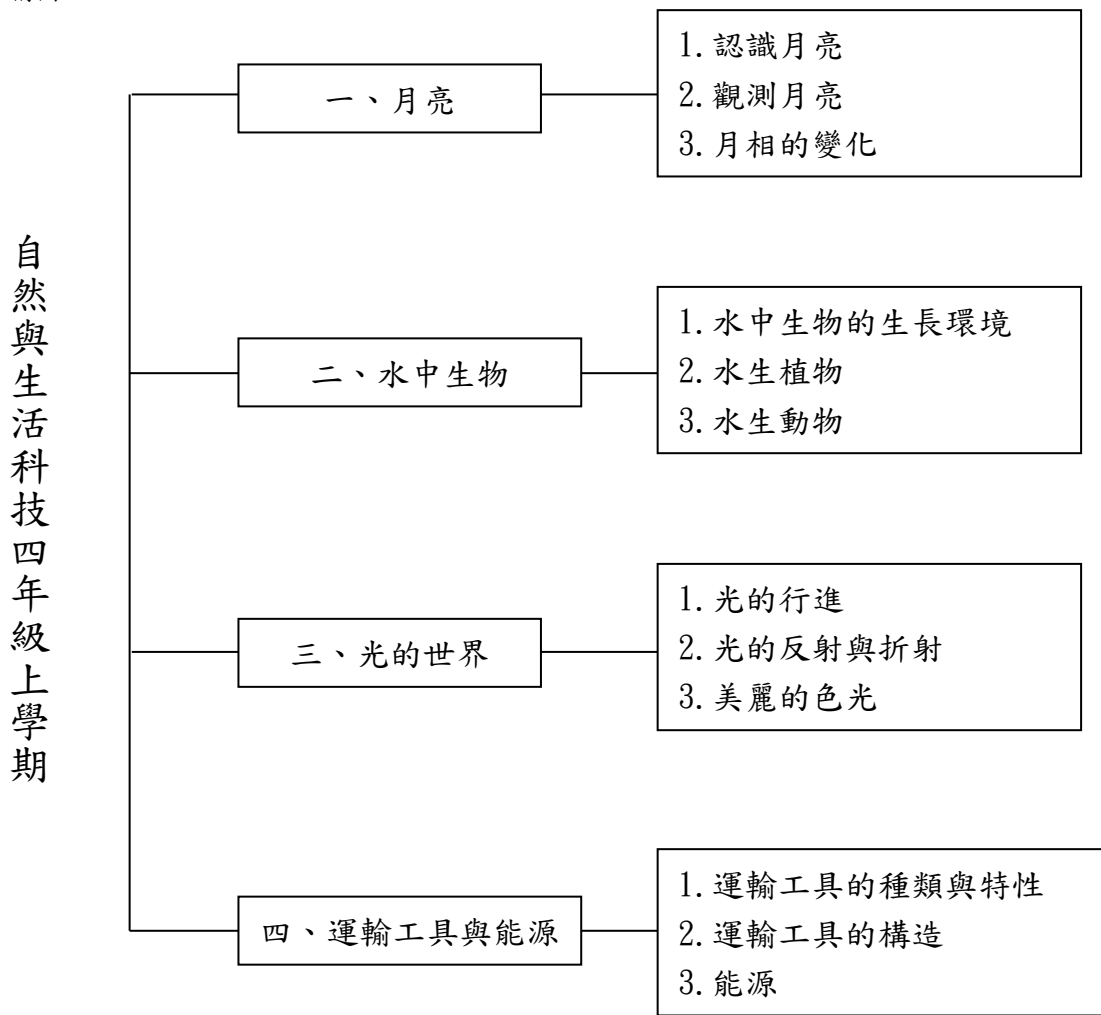 自然與生活科技四年級上學期
一、月亮
1.認識月亮
2.觀測月亮
3.月相的變化
二、水中生物
1.水中生物的生長環境
2.水生植物
3.水生動物
三、光的世界
1.光的行進
2.光的反射與折射
3.美麗的色光
四、運輸工具與能源
1.運輸工具的種類與特性
2.運輸工具的構造
3.能源